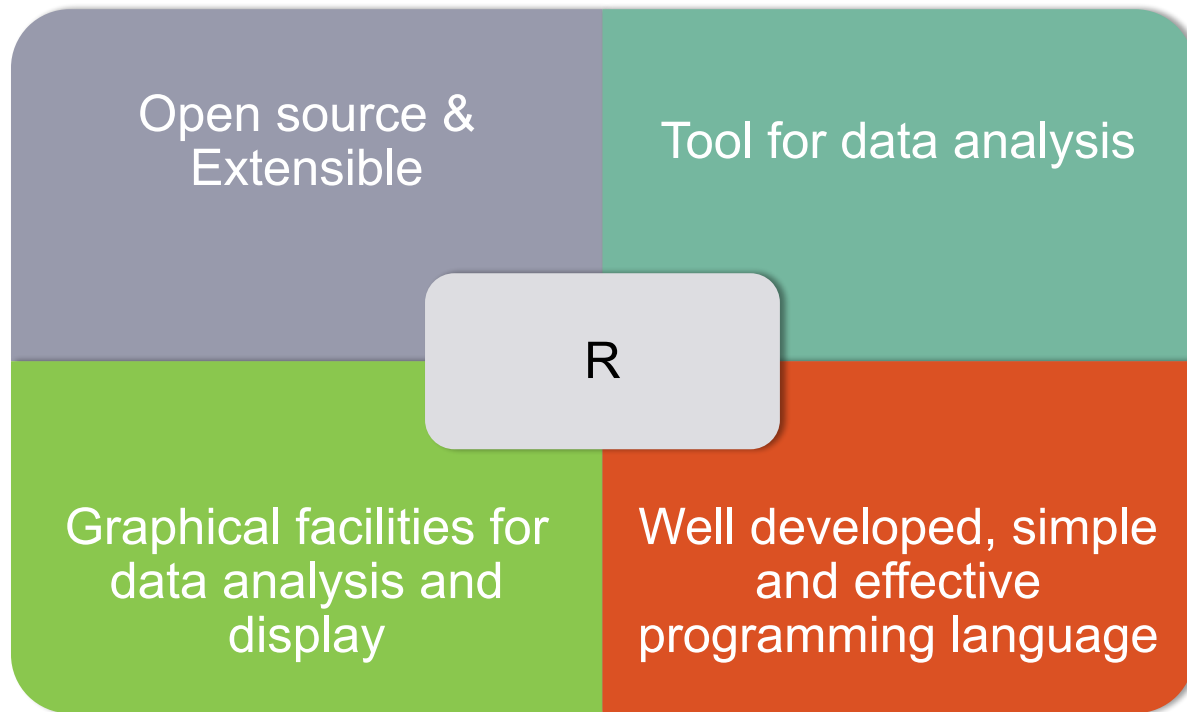 Open source &
Extensible
Tool for data analysis
R
Graphical facilities for
data analysis and
display
Well developed, simple
and effective
programming language